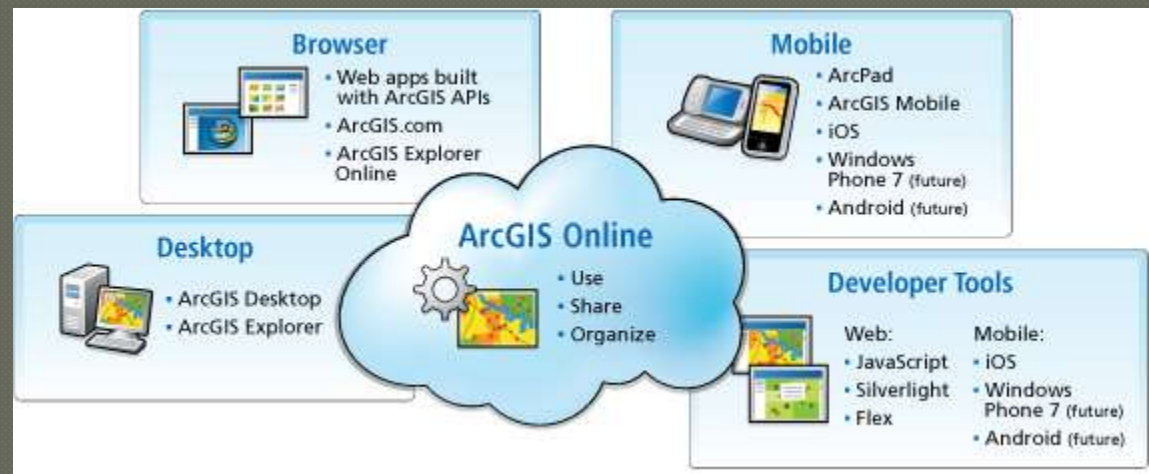 Browser
• Web apps built
with ArcGIS APIs
• ArcGIS.com
• ArcGIS Explorer
Online
Mobile
• ArcPad
• ArcGIS Mobile
• iOS
• Windows
Phone 7 (future)
• Android (future)
Desktop
• ArcGIS Desktop
• ArcGIS Explorer
ArcGIS Online
• Use
• Share
• Organize
Developer Tools
Web:
• JavaScript
• Silverlight
• Flex
Mobile:
• iOS
• Windows
Phone 7 (future)
• Android (future)